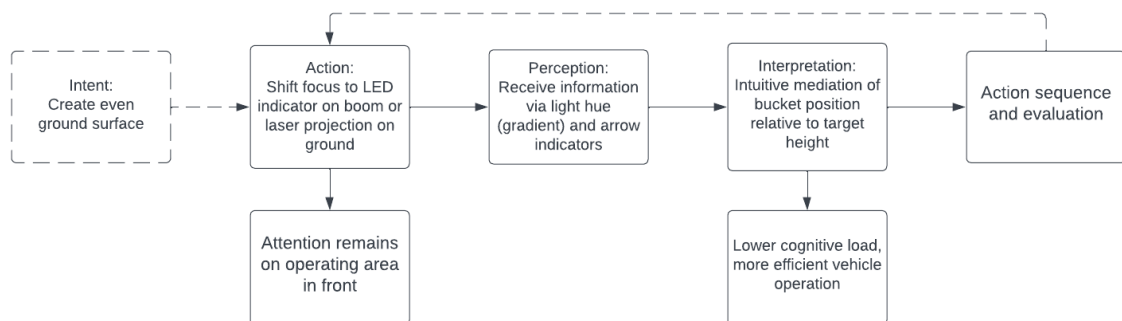 Intent:
Create even
ground surface
Action:
Shift focus to LED
indicator on boom or
laser projection on
ground
Perception:
Receive information
via light hue
(gradient) and arrow
indicators
Interpretation:
Intuitive mediation of
bucket position
relative to target
height
Action sequence
and evaluation
Attention remains
on operating area
in front
Lower cognitive load,
more efficient vehicle
operation